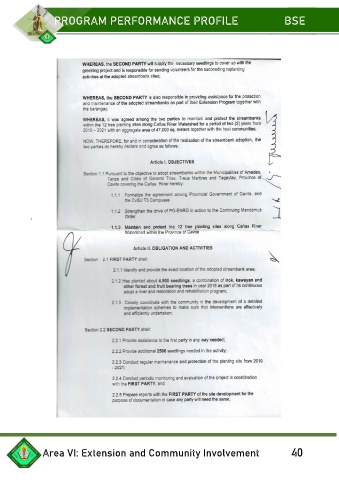 PROGRAM PERFORMANCE PROFILE BSE
WHEREAS, the SECOND PARTY will supply the necessary seedlings to cover up with the
greening project and is responsible for sending volunteers for the succeeding replanting
activities at the adopted streambank sites;
WHEREAS, the SECOND PARTY is also responsible in providing assistance for the protection
and maintenance of the adopted streambanks as part of their Extension Program together with
the barangay.
WHEREAS, it was agreed among the two parties to maintain and protect the streambanks
within the 12 tree planting sites along Cañas River Watershed for a period of two (2) years from
2019 – 2021 with an aggregate area of 47,000 sq. meters together with the host communities;
NOW, THEREFORE, for and in consideration of the realization of the streambank adoption, the
two parties do hereby declare and agree as follows:
Article I. OBJECTIVES
Section 1.1 Pursuant to the objective to adopt streambanks within the Municipalities of Amadeo,
Tanza and Cities of General Trias, Trece Martires and Tagaytay, Province of
Cavite covering the Cañas River hereby:
1.1.1 Formalize the agreement among Provincial Government of Cavite, and
the CvSU T3 Campuses
1.1.2 Strengthen the drive of PG-ENRO in action to the Continuing Mandamus
Order
1.1.3 Maintain and protect the 12 tree planting sites along Cañas River
Watershed within the Province of Cavite
Article II. OBLIGATION AND ACTIVITIES
Section 2.1 FIRST PARTY shall:
2.1.1 Identify and provide the exact location of the adopted streambank area;
2.1.2 Has planted about 4,900 seedlings, a combination of ipil, kawayan and
other forest and fruit bearing trees in year 2018 as part of its continuous
adopt-a-river and restoration and rehabilitation program;
2.1.3 Closely coordinate with the community in the development of a detailed
implementation schemes to make sure that interventions are effectively
and efficiently undertaken;
Section 2.2 SECOND PARTY shall:
2.2.1 Provide assistance to the first party in any way needed;
2.2.2 Provide additional 2500 seedlings needed in the activity;
2.2.3 Conduct regular maintenance and protection of the planting site from 2019
- 2021;
2.2.4 Conduct periodic monitoring and evaluation of the project in coordination
with the FIRST PARTY; and
2.2.5 Prepare reports with the FIRST PARTY of the site development for the
purpose of documentation in case any party will need the same;
Area VI: Extension and Community Involvement 40